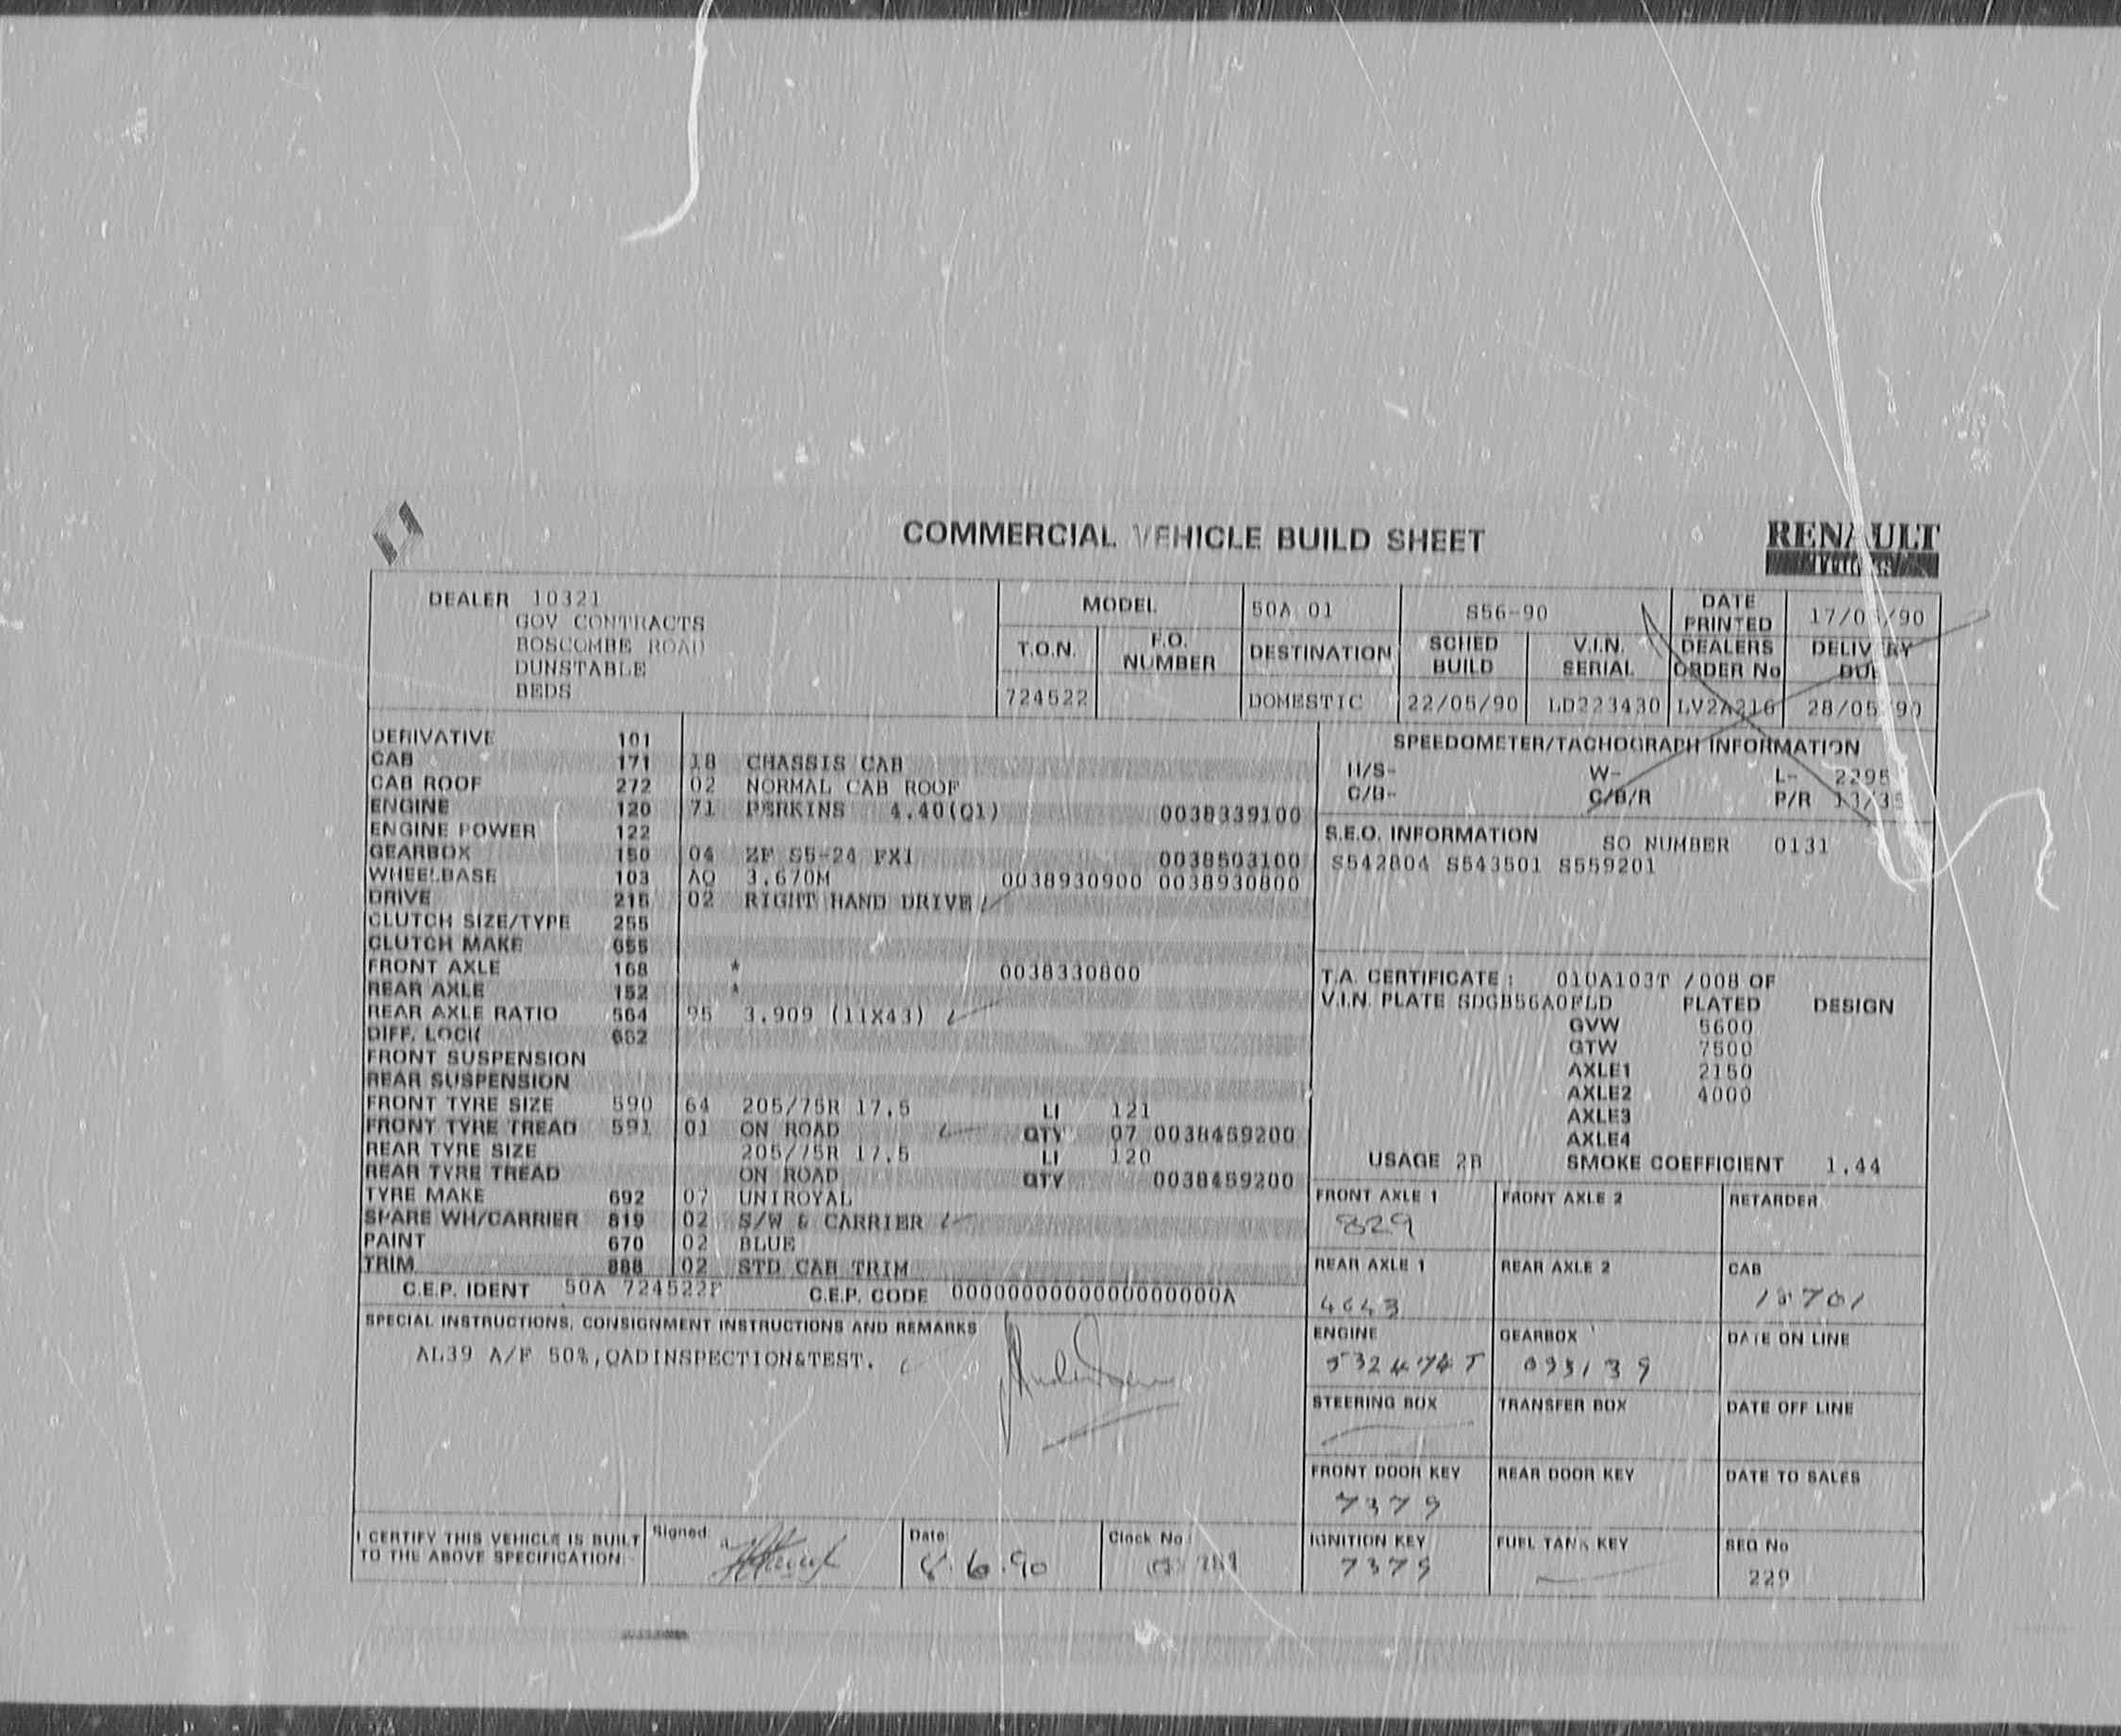 COMMERCIAL VEHICLE BUILD SHEET
RENAULT
Trucks
DEALER 10321
GOV CONTRACTS
BOSCOMBE ROAD
DUNSTABLE
BEDS
MODEL 50A 01 S56-90 DATE PRINTED 17/05/90
T.O.N. F.O. NUMBER DESTINATION SCHED BUILD V.I.N. SERIAL DEALERS ORDER No DELIVERY DUE
724522 DOMESTIC 22/05/90 LD223430 LV2A216 28/05/90
DERIVATIVE 101
CAB 171 18 CHASSIS CAB
CAB ROOF 272 02 NORMAL CAB ROOF
ENGINE 120 71 PERKINS 4.40(Q1) 0038339100
ENGINE POWER 122
GEARBOX 150 04 ZF S5-24 FX1 0038503100
WHEELBASE 103 AQ 3.670M 0038930900 0038930800
DRIVE 216 02 RIGHT HAND DRIVE
CLUTCH SIZE/TYPE 255
CLUTCH MAKE 655
FRONT AXLE 168 * 0038330800
REAR AXLE 152 *
REAR AXLE RATIO 564 95 3.909 (11X43)
DIFF. LOCK 662
FRONT SUSPENSION
REAR SUSPENSION
FRONT TYRE SIZE 590 64 205/75R 17.5 LI 121
FRONT TYRE TREAD 591 01 ON ROAD QTY 07 0038459200
REAR TYRE SIZE 205/75R 17.5 LI 120
REAR TYRE TREAD ON ROAD QTY 0038459200
TYRE MAKE 692 07 UNIROYAL
SPARE WH/CARRIER 819 02 S/W & CARRIER
PAINT 670 02 BLUE
TRIM 888 02 STD CAB TRIM
C.E.P. IDENT 50A 724522F C.E.P. CODE 0000000000000000000A
SPECIAL INSTRUCTIONS, CONSIGNMENT INSTRUCTIONS AND REMARKS
AL39 A/F 50%,QADINSPECTION&TEST.
SPEEDOMETER/TACHOGRAPH INFORMATION
H/S- W- L- 2295
C/B- C/B/R P/R 13/35
S.E.O. INFORMATION SO NUMBER 0131
S542804 S543501 S559201
T.A. CERTIFICATE: 010A103T /008 OF
V.I.N. PLATE SDGB56A0FLD PLATED DESIGN
GVW 5600
GTW 7500
AXLE1 2150
AXLE2 4000
AXLE3
AXLE4
USAGE 2B SMOKE COEFFICIENT 1.44
FRONT AXLE 1 FRONT AXLE 2 RETARDER
829
REAR AXLE 1 REAR AXLE 2 CAB
4643 18701
ENGINE GEARBOX DATE ON LINE
532474T 093139
STEERING BOX TRANSFER BOX DATE OFF LINE
FRONT DOOR KEY REAR DOOR KEY DATE TO SALES
7379
IGNITION KEY FUEL TANK KEY SEQ No
7379 229
I CERTIFY THIS VEHICLE IS BUILT
TO THE ABOVE SPECIFICATION:
Signed: Date: 8.6.90 Clock No: